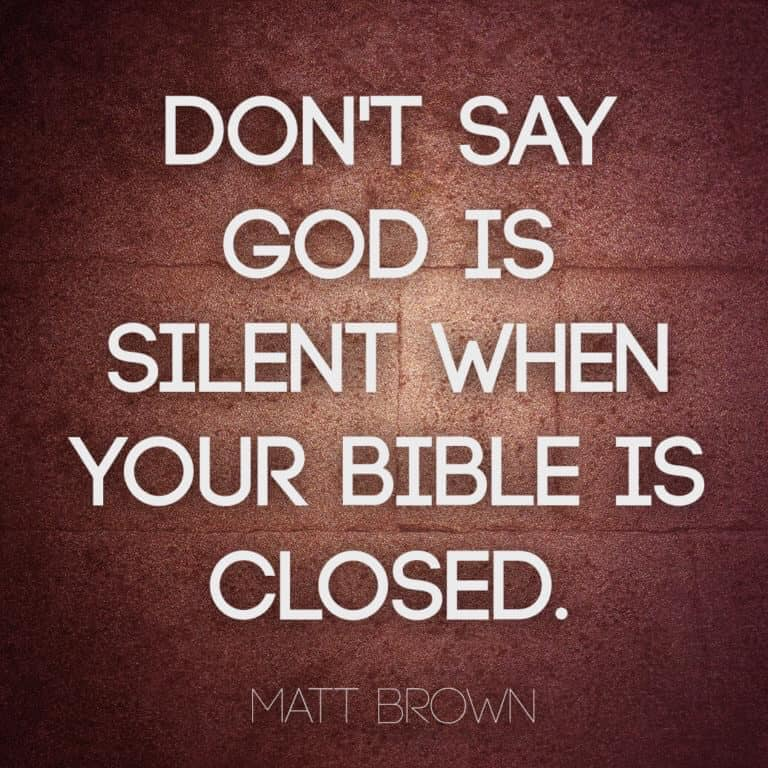 DON'T SAY
GOD IS
SILENT WHEN
YOUR BIBLE IS
CLOSED.
MATT BROWN